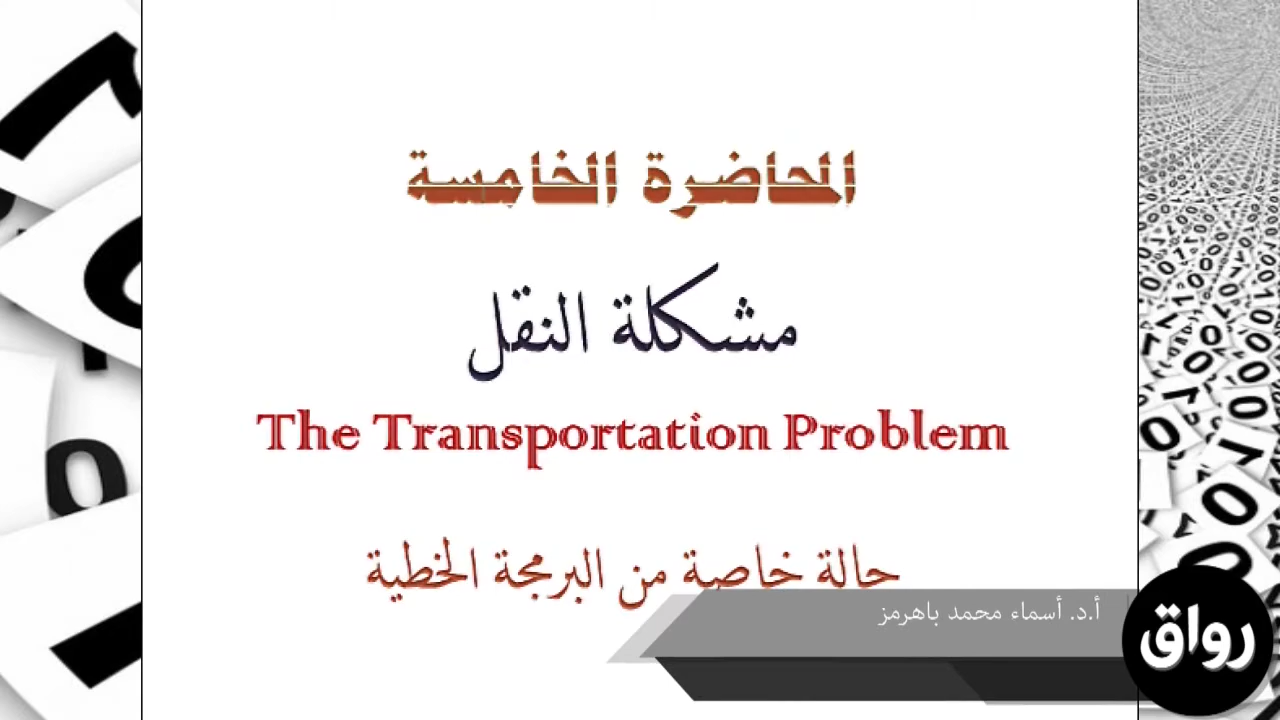 المحاضرة الخامسة
مشكلة النقل
The Transportation Problem
حالة خاصة من البرمجة الخطية
أ.د. أسماء محمد باهرمز
رواق